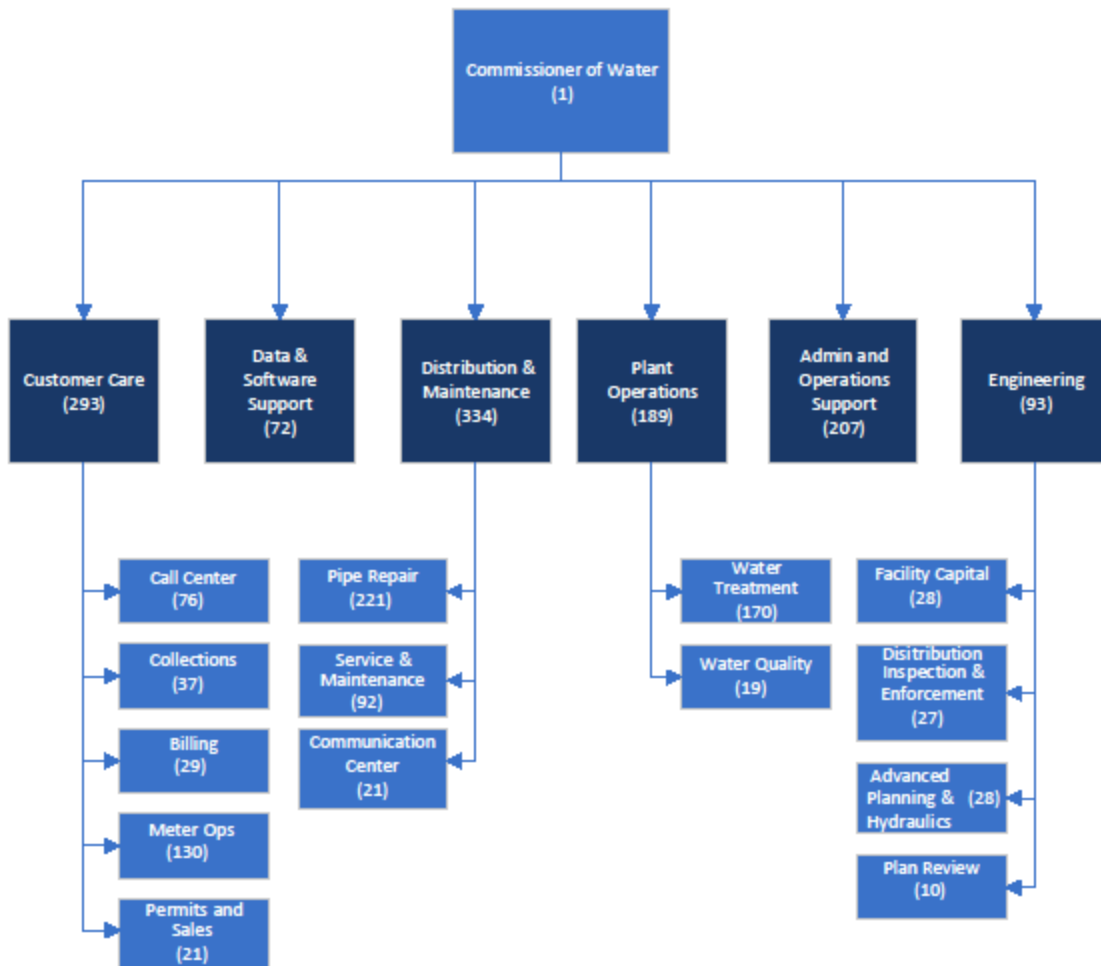 Commissioner of Water
(1)
Customer Care
(293)
Data &
Software
Support
(72)
Distribution &
Maintenance
(334)
Plant
Operations
(189)
Admin and
Operations
Support
(207)
Engineering
(93)
Call Center
(76)
Collections
(37)
Billing
(29)
Meter Ops
(130)
Permits and
Sales
(21)
Pipe Repair
(221)
Service &
Maintenance
(92)
Communication
Center
(21)
Water
Treatment
(170)
Water Quality
(19)
Facility Capital
(28)
Disitribution
Inspection &
Enforcement
(27)
Advanced
Planning & (28)
Hydraulics
Plan Review
(10)